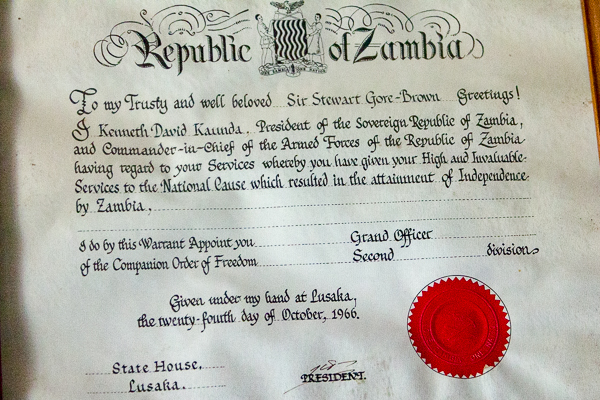 Republic of Zambia
To my Trusty and well beloved Sir Stewart Gore-Brown Greetings!
I Kenneth David Kaunda, President of the Sovereign Republic of Zambia,
and Commander-in-Chief of the Armed Forces of the Republic of Zambia
having regard to your Services whereby you have given your High and Invaluable
Services to the National Cause which resulted in the attainment of Independence
by Zambia,
I do by this Warrant Appoint you Grand Officer
of the Companion Order of Freedom Second division
Given under my hand at Lusaka,
the twenty-fourth day of October, 1966.
State House,
Lusaka.
PRESIDENT.